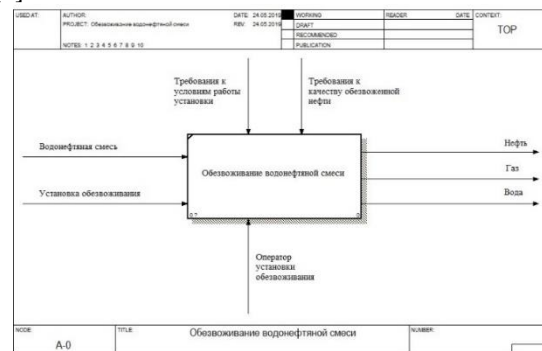 USED AT:
AUTHOR:
DATE: 24.05.2019
WORKING
READER
DATE
CONTEXT:
PROJECT: Обезвоживание водонефтяной смеси
REV: 24.05.2019
DRAFT
TOP
RECOMMENDED
NOTES: 1 2 3 4 5 6 7 8 9 10
PUBLICATION
Требования к
условиям работы
установки
Требования к
качеству обезвоженной
нефти
Водонефтяная смесь
Установка обезвоживания
Обезвоживание водонефтяной смеси
Нефть
Газ
Вода
Оператор
установки
обезвоживания
NODE:
TITLE:
Обезвоживание водонефтяной смеси
NUMBER:
A-0